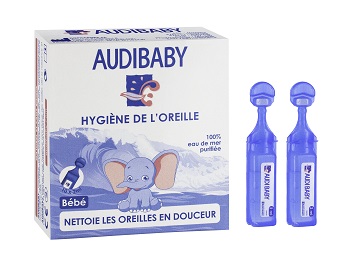 AUDIBABY
HYGIÈNE DE L'OREILLE
100%
eau de mer
purifiée
Bébé
NETTOIE LES OREILLES EN DOUCEUR
AUDIBABY
AUDIBABY